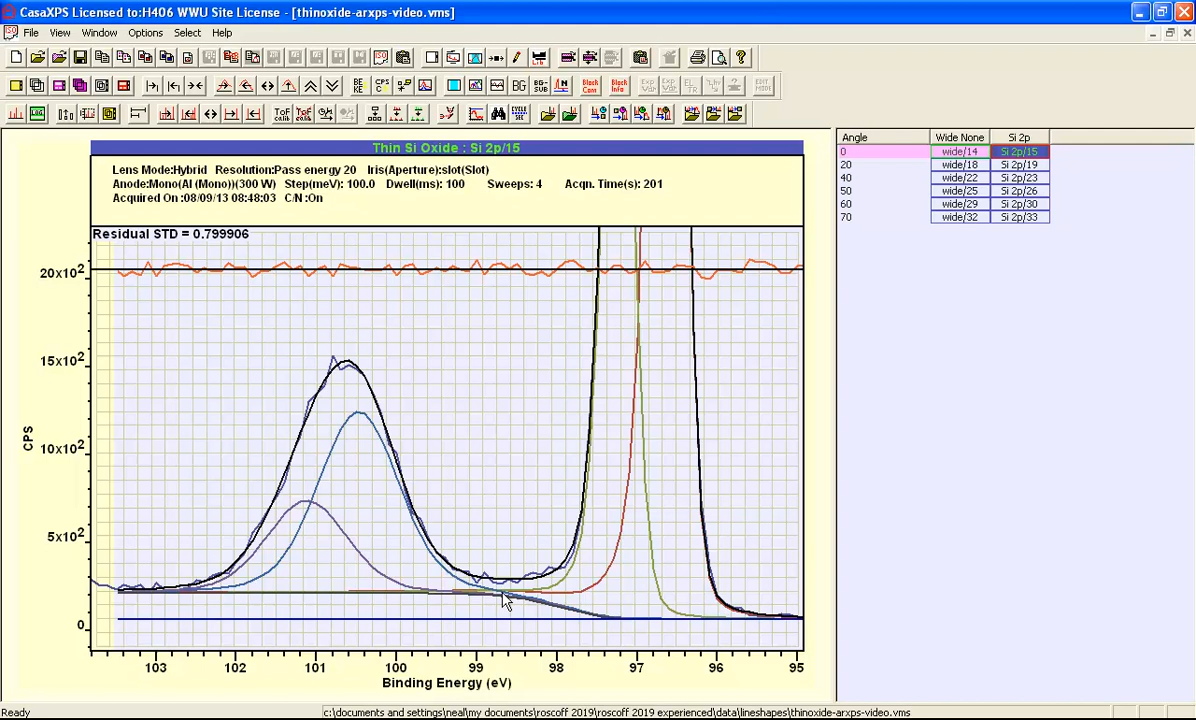 CasaXPS Licensed to:H406 WWU Site License - [thinoxide-arxps-video.vms]
File View Window Options Select Help
Thin Si Oxide : Si 2p/15
Lens Mode:Hybrid Resolution:Pass energy 20 Iris(Aperture):slot(Slot)
Anode:Mono(Al (Mono))(300 W) Step(meV): 100.0 Dwell(ms): 100 Sweeps: 4 Acqn. Time(s): 201
Acquired On :08/09/13 08:48:03 C/N :On
Residual STD = 0.799906
20x10²
15x10²
10x10²
5x10²
0
CPS
103 102 101 100 99 98 97 96 95
Binding Energy (eV)
Angle Wide None Si 2p
0 wide/14 Si 2p/15
20 wide/18 Si 2p/19
40 wide/22 Si 2p/23
50 wide/25 Si 2p/26
60 wide/29 Si 2p/30
70 wide/32 Si 2p/33
Ready c:\documents and settings\neal\my documents\roscoff 2019\roscoff 2019 experienced\data\lineshapes\thinoxide-arxps-video.vms